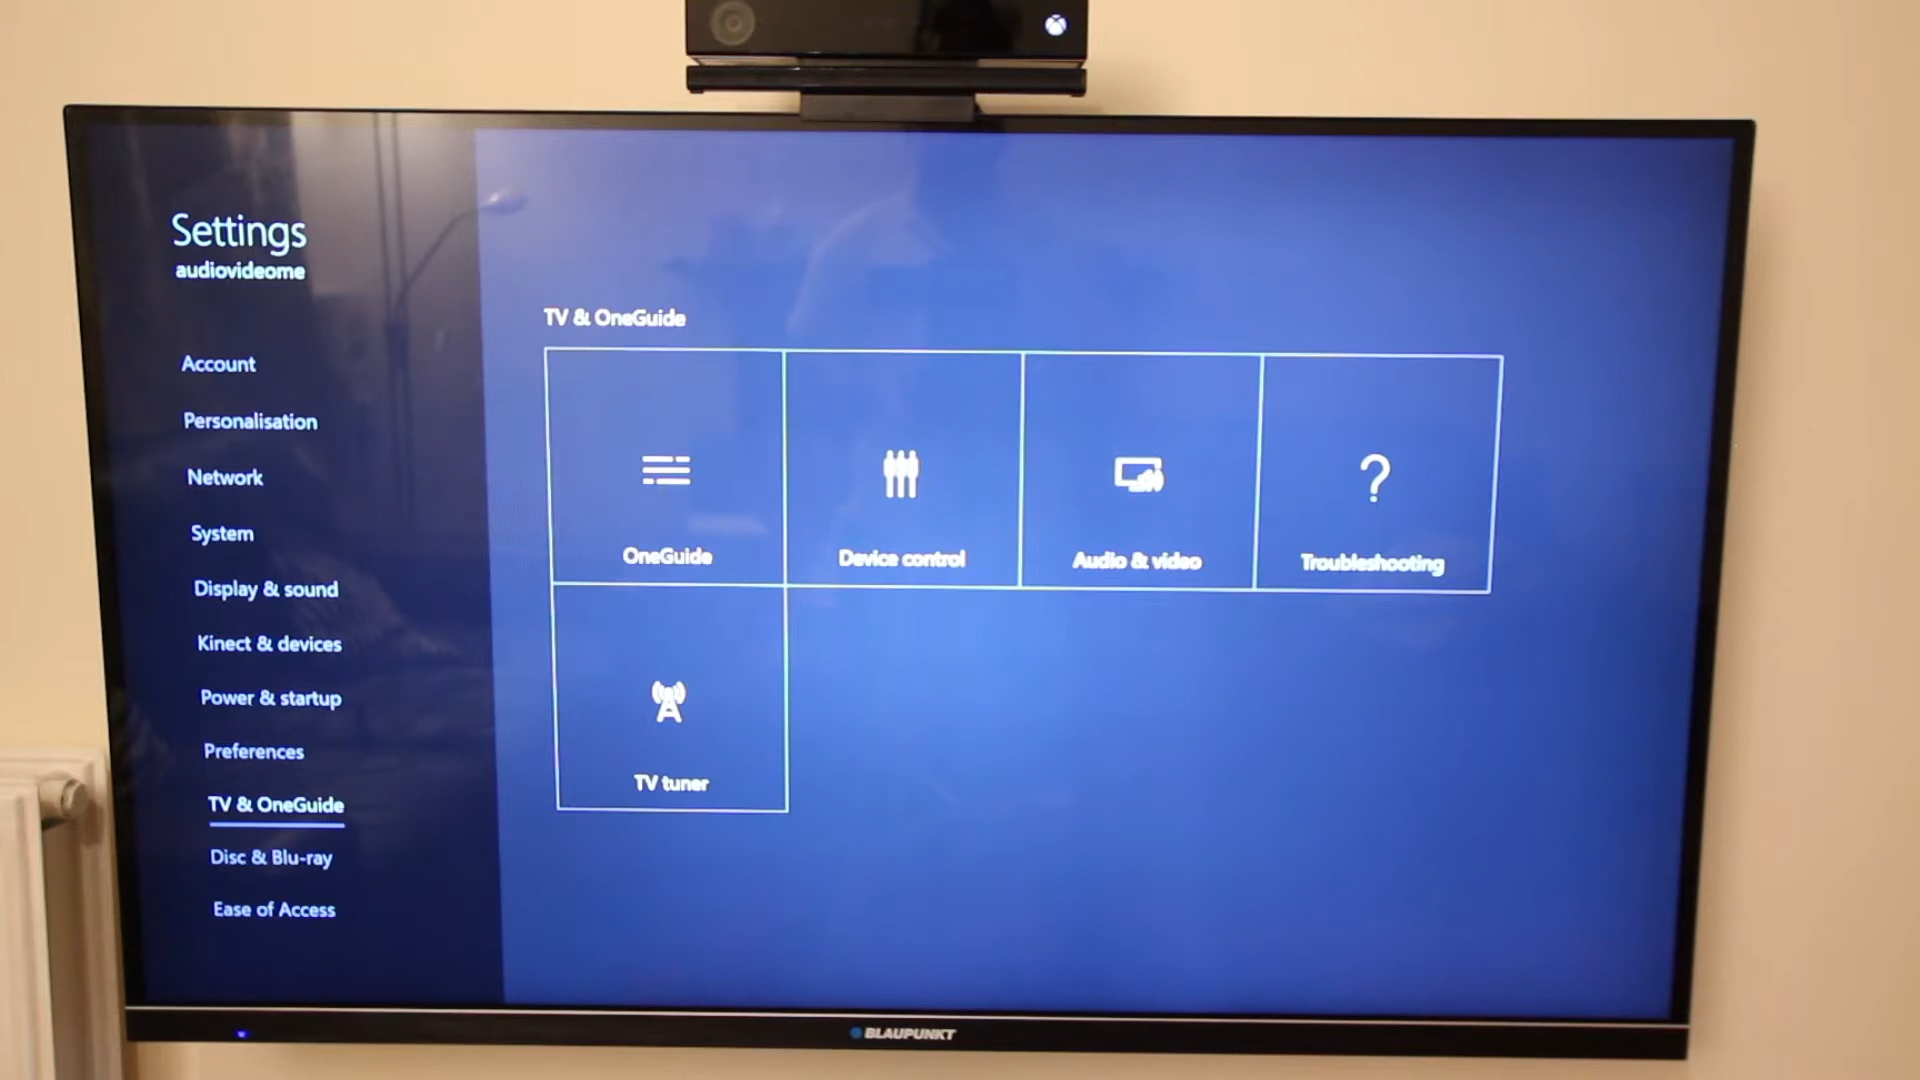 Settings
audiovideome
Account
Personalisation
Network
System
Display & sound
Kinect & devices
Power & startup
Preferences
TV & OneGuide
Disc & Blu-ray
Ease of Access
TV & OneGuide
OneGuide
Device control
Audio & video
Troubleshooting
TV tuner
BLAUPUNKT